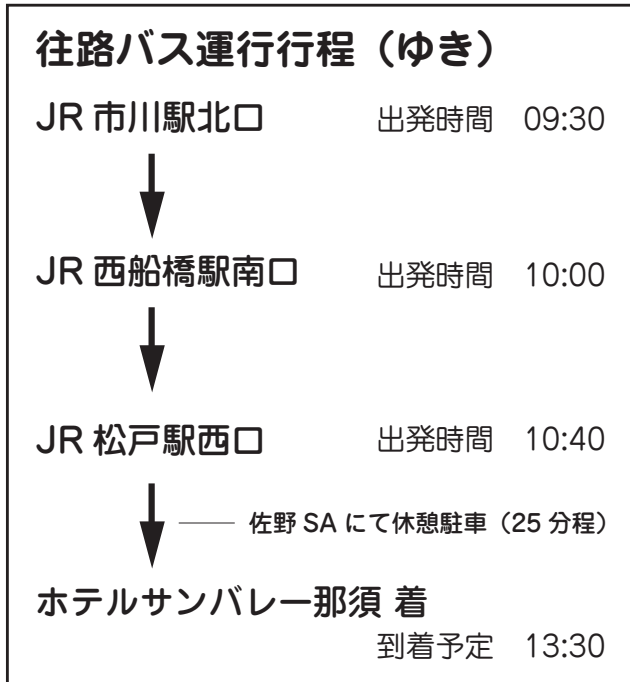 往路バス運行行程（ゆき）
JR 市川駅北口 出発時間 09:30
JR 西船橋駅南口 出発時間 10:00
JR 松戸駅西口 出発時間 10:40
佐野 SA にて休憩駐車（25 分程）
ホテルサンバレー那須 着
到着予定 13:30